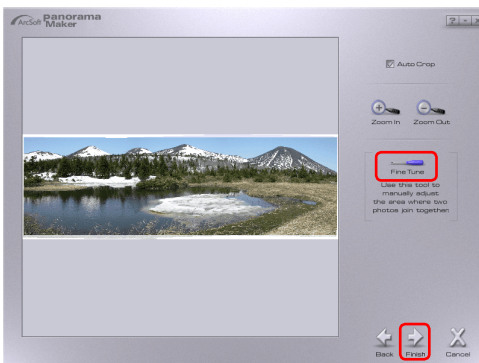 ArcSoft Panorama
Maker
? - X
Auto Crop
Zoom In Zoom Out
Fine Tune
Use this tool to
manually adjust
the area where two
photos join together
Back Finish Cancel